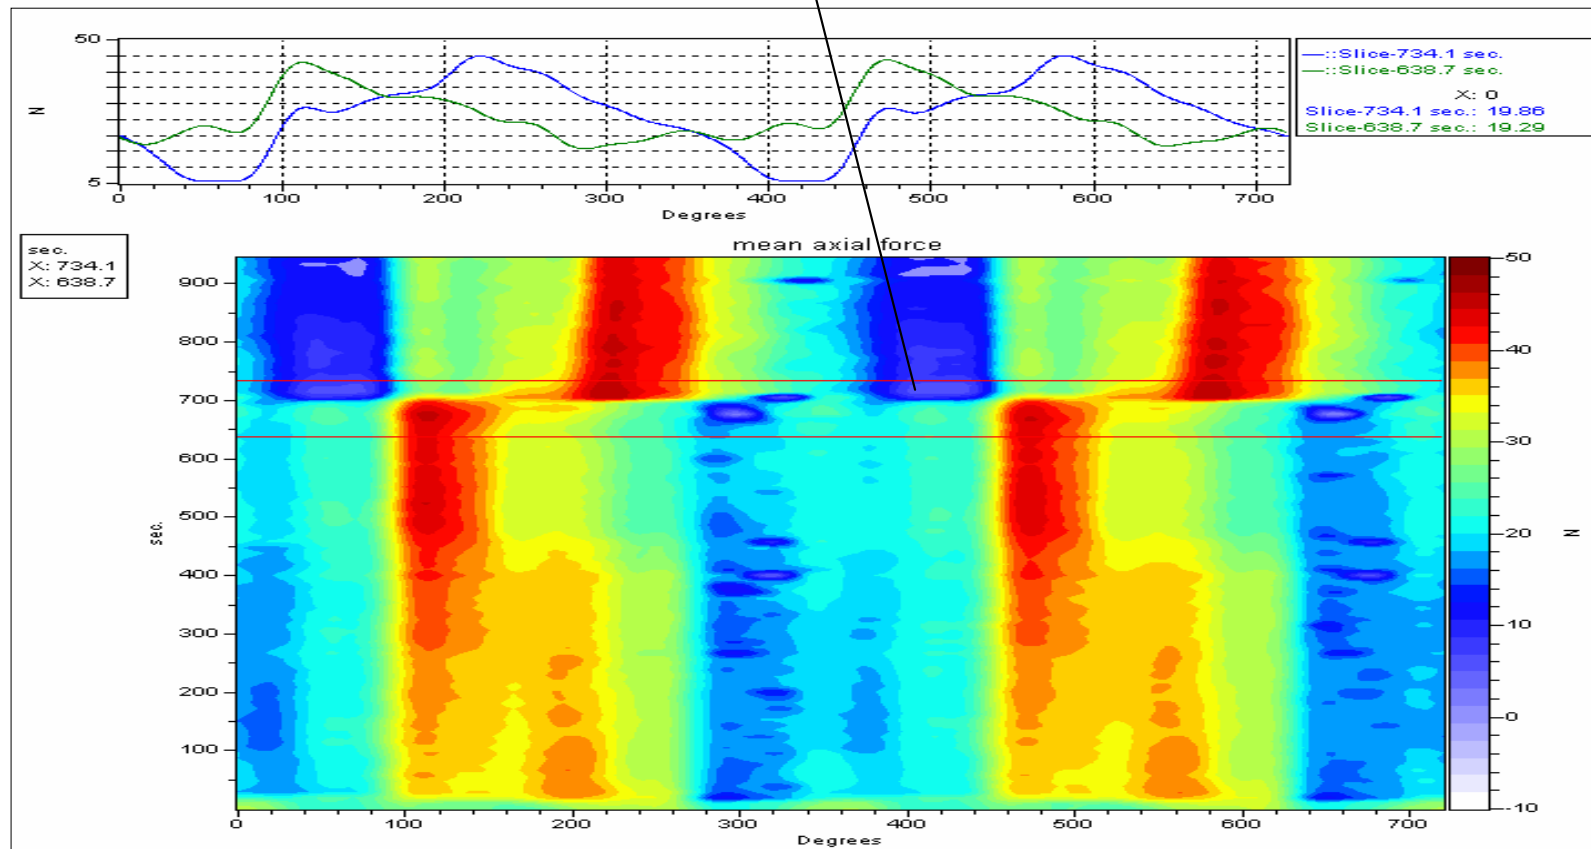 50
N
5
0 100 200 300 400 500 600 700
Degrees
—::Slice-734.1 sec.
—::Slice-638.7 sec.
X: 0
Slice-734.1 sec.: 19.86
Slice-638.7 sec.: 19.29
sec.
X: 734.1
X: 638.7
mean axial force
900
800
700
600
500
400
300
200
100
sec.
0 100 200 300 400 500 600 700
Degrees
50
40
30
20
10
0
-10
N